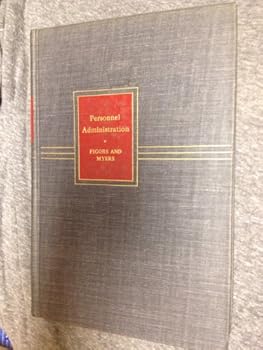 Personnel
Administration
PIGORS AND
MYERS